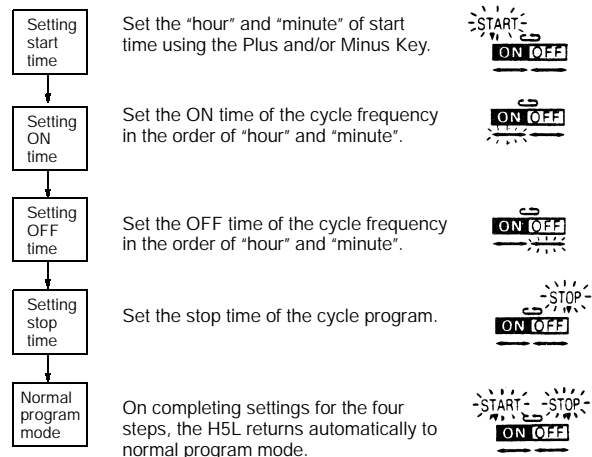 Setting
start
time
Set the "hour" and "minute" of start
time using the Plus and/or Minus Key.
START
ON OFF
Setting
ON
time
Set the ON time of the cycle frequency
in the order of "hour" and "minute".
ON OFF
Setting
OFF
time
Set the OFF time of the cycle frequency
in the order of "hour" and "minute".
ON OFF
Setting
stop
time
Set the stop time of the cycle program.
STOP
ON OFF
Normal
program
mode
On completing settings for the four
steps, the H5L returns automatically to
normal program mode.
START STOP
ON OFF